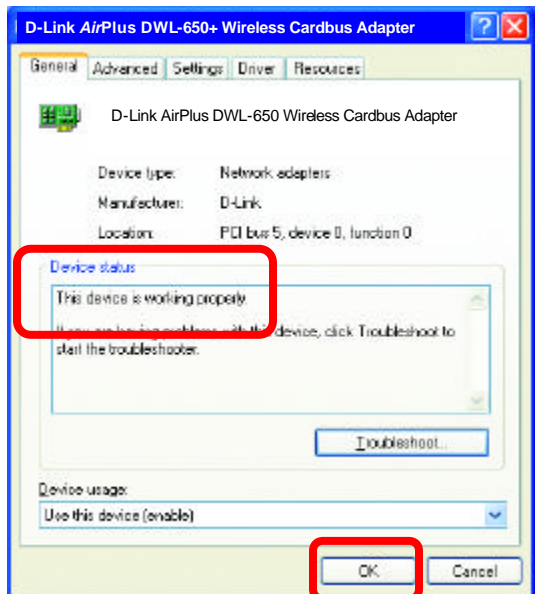 D-Link AirPlus DWL-650+ Wireless Cardbus Adapter
General Advanced Settings Driver Resources
D-Link AirPlus DWL-650 Wireless Cardbus Adapter
Device type: Network adapters
Manufacturer: D-Link
Location: PCI bus 5, device 0, function 0
Device status
This device is working properly.
If you are having problems with this device, click Troubleshoot to
start the troubleshooter.
Troubleshoot...
Device usage:
Use this device (enable)
OK Cancel